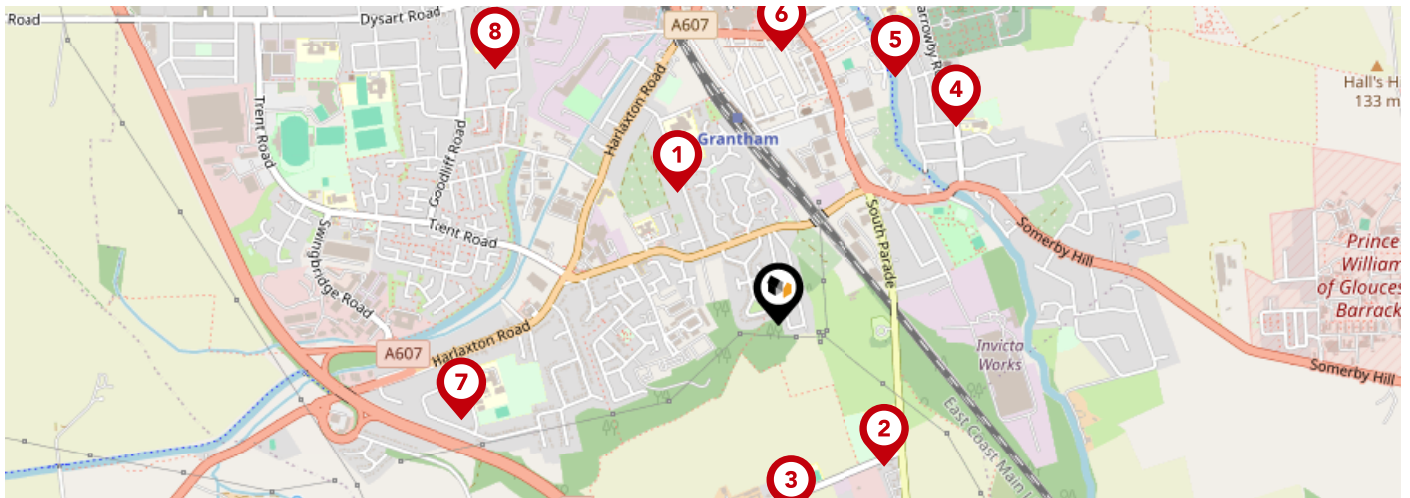 Road
Dysart Road
8
A607
6
5
arrowby Ro
4
Hall's H
133 m
Trent Road
Goodliff Road
Harlaxton Road
Grantham
1
Trent Road
South Parade
Somerby Hill
Swingbridge Road
Prince
William
of Glouces
Barrack
A607
Harlaxton Road
Invicta
Works
Somerby Hill
7
2
East Coast Main L
3